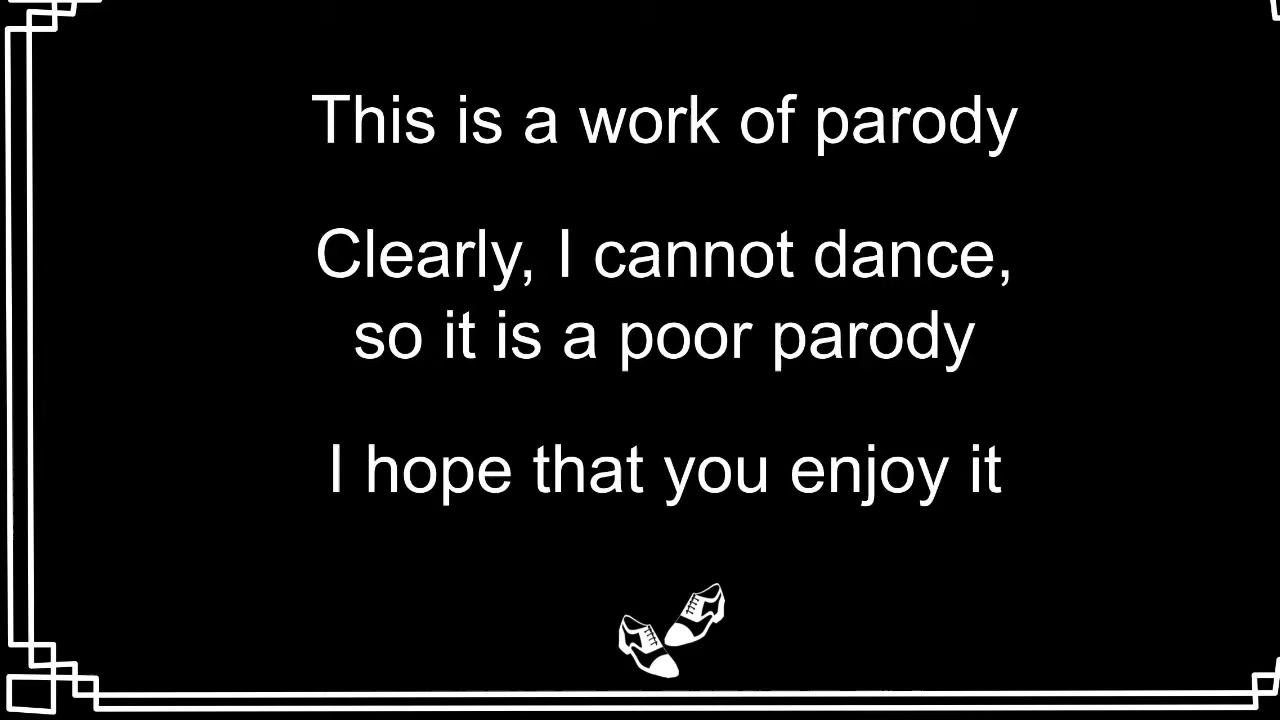 This is a work of parody
Clearly, I cannot dance,
so it is a poor parody
I hope that you enjoy it